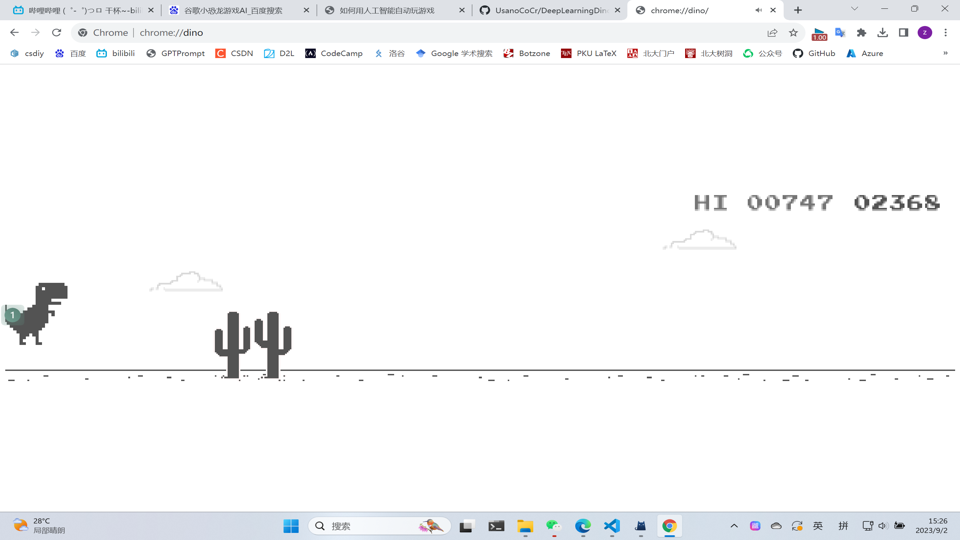 哔哩哔哩 (゜-゜)つロ 干杯~-bili
谷歌小恐龙游戏AI_百度搜索
如何用人工智能自动玩游戏
UsanoCoCr/DeepLearningDin
chrome://dino/
Chrome | chrome://dino
1.00
z
csdiy
百度
bilibili
GPTPrompt
CSDN
D2L
CodeCamp
洛谷
Google 学术搜索
Botzone
PKU LaTeX
北大门户
北大树洞
公众号
GitHub
Azure
»
HI 00747 02368
1
28°C
局部晴朗
搜索
英
拼
15:26
2023/9/2